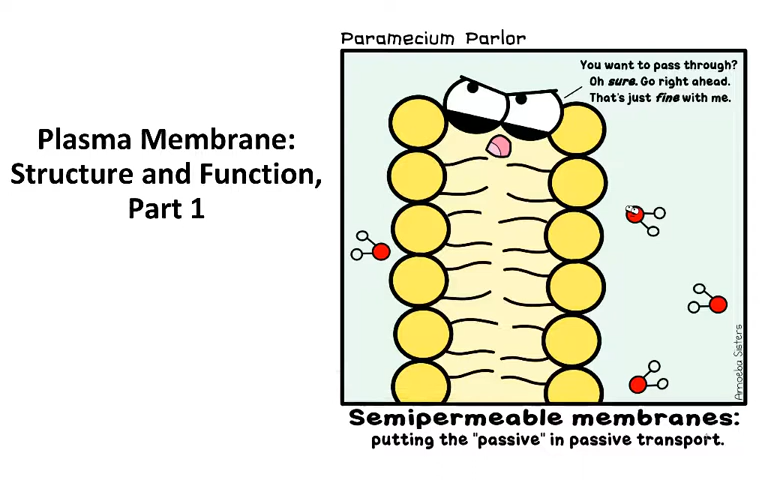 Plasma Membrane:
Structure and Function,
Part 1
Paramecium Parlor
You want to pass through?
Oh sure. Go right ahead.
That's just fine with me.
Amoeba Sisters
Semipermeable membranes:
putting the "passive" in passive transport.